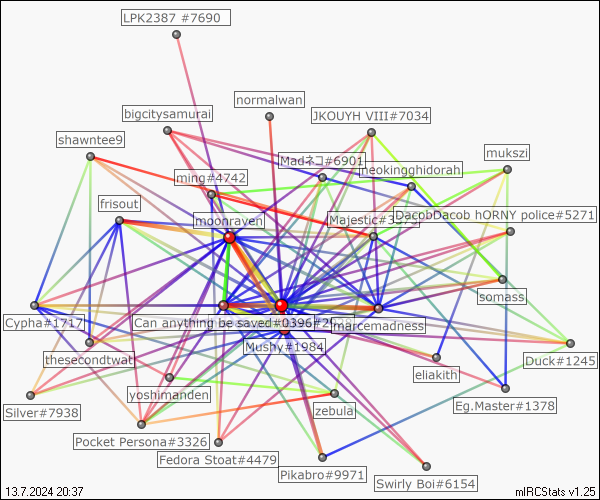 LPK2387 #7690
normalwan
bigcitysamurai
JKOUYH VIII#7034
shawntee9
Madネコ#6901
mukszi
neokingghidorah
ming#4742
frisout
DacobDacob hORNY police#5271
moonraven
Majestic#3375
somass
Cypha#1717
Can anything be saved#0396#2
marcemadness
Mushy#1984
thesecondtwat
Duck#1245
eliakith
yoshimanden
Silver#7938
zebula
Eg.Master#1378
Pocket Persona#3326
Fedora Stoat#4479
Pikabro#9971
Swirly Boi#6154
13.7.2024 20:37
mIRCStats v1.25